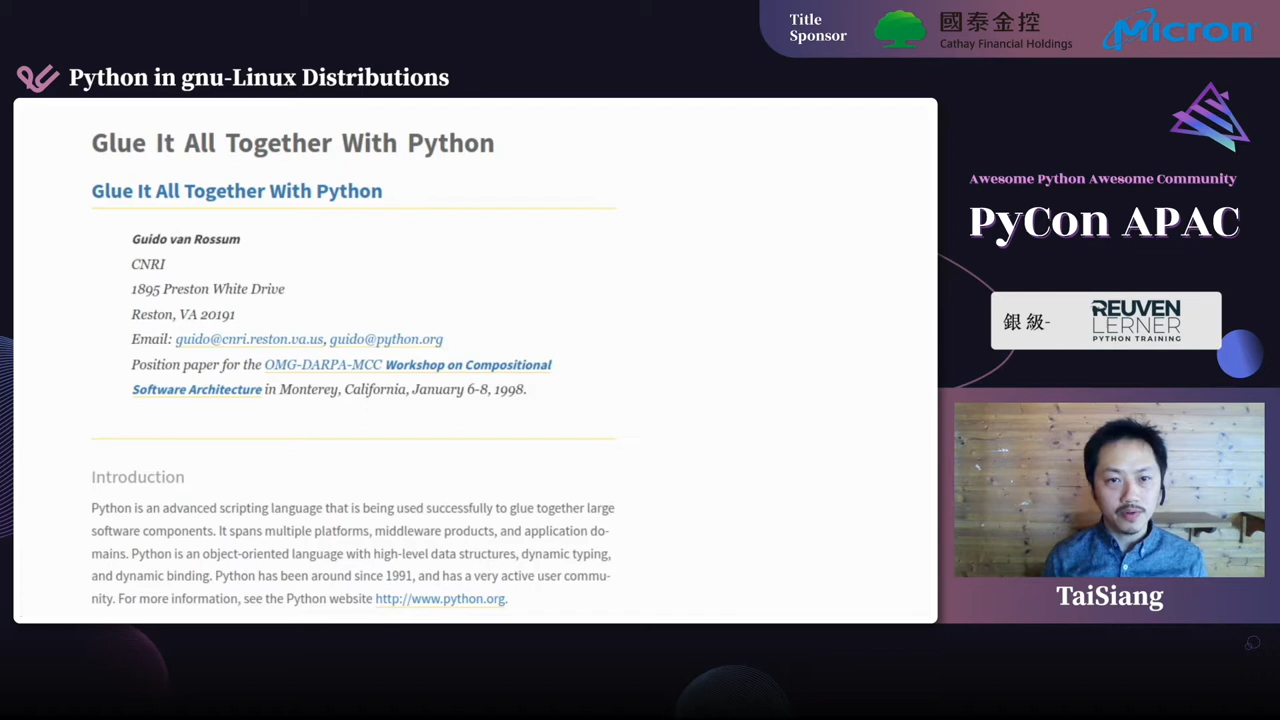 Title
Sponsor
國泰金控
Cathay Financial Holdings
Micron
Python in gnu-Linux Distributions
Glue It All Together With Python
Glue It All Together With Python
Guido van Rossum
CNRI
1895 Preston White Drive
Reston, VA 20191
Email: guido@cnri.reston.va.us, guido@python.org
Position paper for the OMG-DARPA-MCC Workshop on Compositional
Software Architecture in Monterey, California, January 6-8, 1998.
Introduction
Python is an advanced scripting language that is being used successfully to glue together large
software components. It spans multiple platforms, middleware products, and application do-
mains. Python is an object-oriented language with high-level data structures, dynamic typing,
and dynamic binding. Python has been around since 1991, and has a very active user commu-
nity. For more information, see the Python website http://www.python.org.
Awesome Python Awesome Community
PyCon APAC
銀級-
REUVEN
LERNER
PYTHON TRAINING
TaiSiang